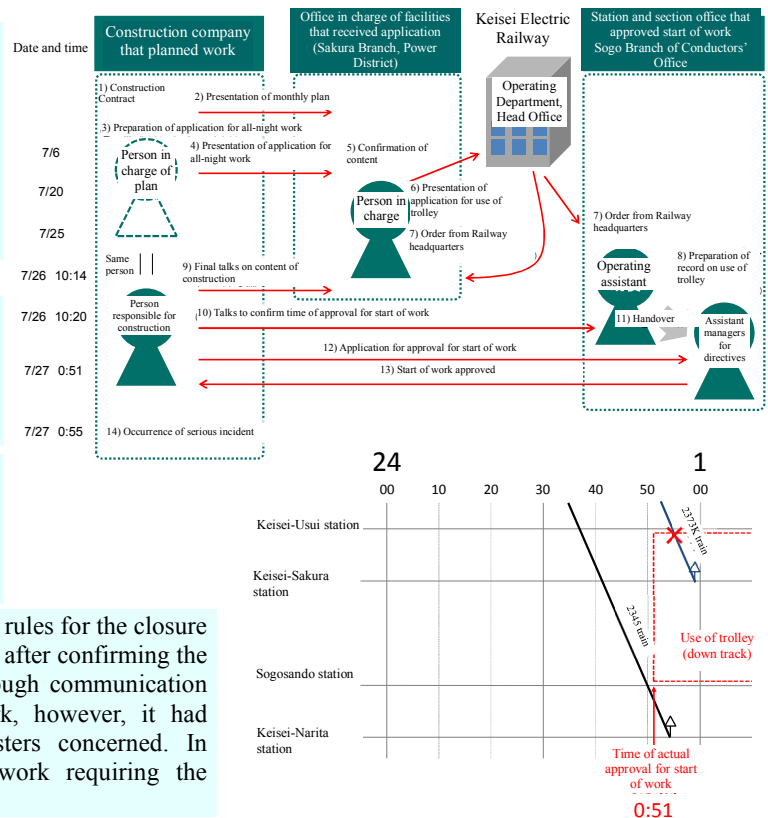 Date and time
Construction company
that planned work
Office in charge of facilities
that received application
(Sakura Branch, Power
District)
Keisei Electric
Railway
Station and section office that
approved start of work
Sogo Branch of Conductors'
Office
1) Construction
Contract
2) Presentation of monthly plan
3) Preparation of application for all-night work
Operating
Department,
Head Office
7/6
Person in
charge of
plan
4) Presentation of application for
all-night work
5) Confirmation of
content
7/20
Person in
charge
6) Presentation of
application for use of
trolley
7/25
7) Order from Railway
headquarters
7) Order from Railway
headquarters
Same
person
7/26 10:14
9) Final talks on content of
construction
Operating
assistant
8) Preparation of
record on use of
trolley
7/26 10:20
Person
responsible for
construction
10) Talks to confirm time of approval for start of work
11) Handover
Assistant
managers
for
directives
12) Application for approval for start of work
7/27 0:51
13) Start of work approved
7/27 0:55
14) Occurrence of serious incident
24
1
00
10
20
30
40
50
00
Keisei-Usui station
2373K train
Keisei-Sakura
station
2345 train
Use of trolley
(down track)
Sogosando station
Keisei-Narita
station
Time of actual
approval for start
of work
0:51
rules for the closure
after confirming the
ough communication
rk, however, it had
sters concerned. In
work requiring the